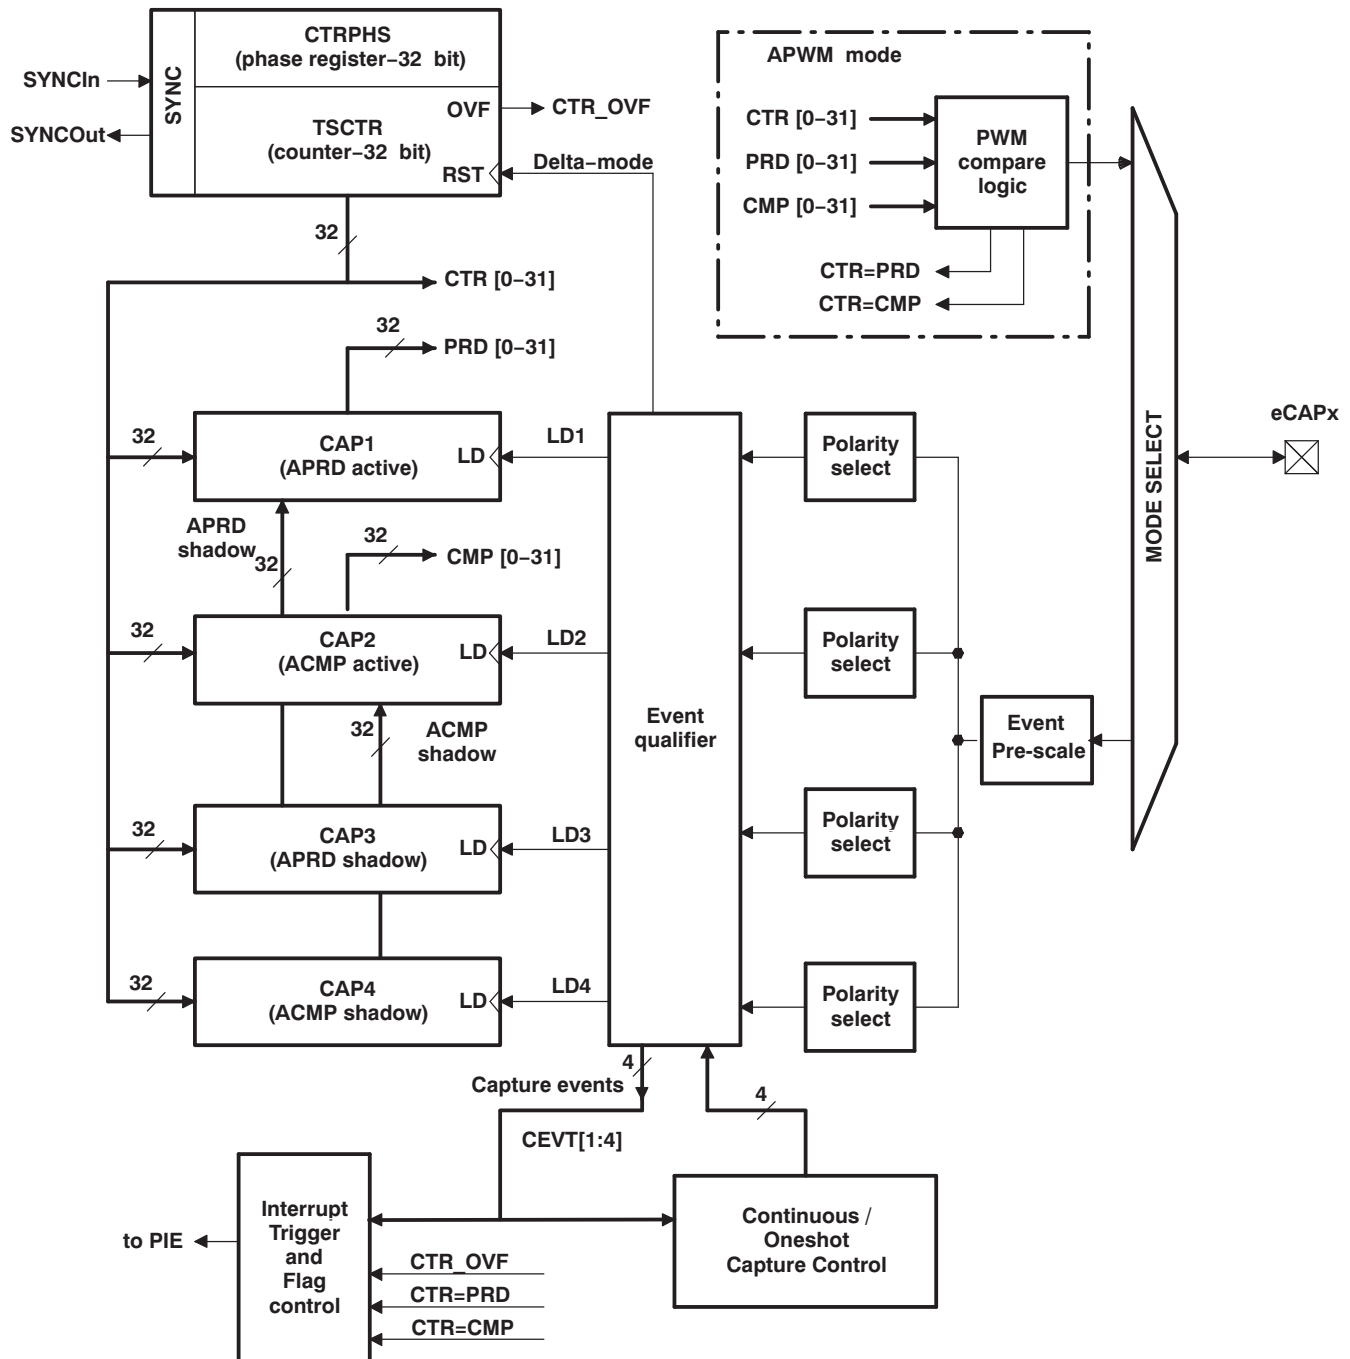 CTRPHS
(phase register−32 bit)
APWM mode
SYNCIn
SYNC
SYNCOut
OVF
CTR_OVF
TSCTR
(counter−32 bit)
RST
Delta−mode
CTR [0−31]
PRD [0−31]
CMP [0−31]
PWM
compare
logic
CTR=PRD
CTR=CMP
32
CTR [0−31]
32
PRD [0−31]
eCAPx
MODE SELECT
32
CAP1
(APRD active)
LD
LD1
Polarity
select
APRD
shadow
32
32
CMP [0−31]
32
CAP2
(ACMP active)
LD
LD2
Polarity
select
32
ACMP
shadow
Event
qualifier
Event
Pre-scale
32
CAP3
(APRD shadow)
LD
LD3
Polarity
select
32
CAP4
(ACMP shadow)
LD
LD4
Polarity
select
4
Capture events
4
CEVT[1:4]
Interrupt
Trigger
and
Flag
control
to PIE
CTR_OVF
CTR=PRD
CTR=CMP
Continuous /
Oneshot
Capture Control